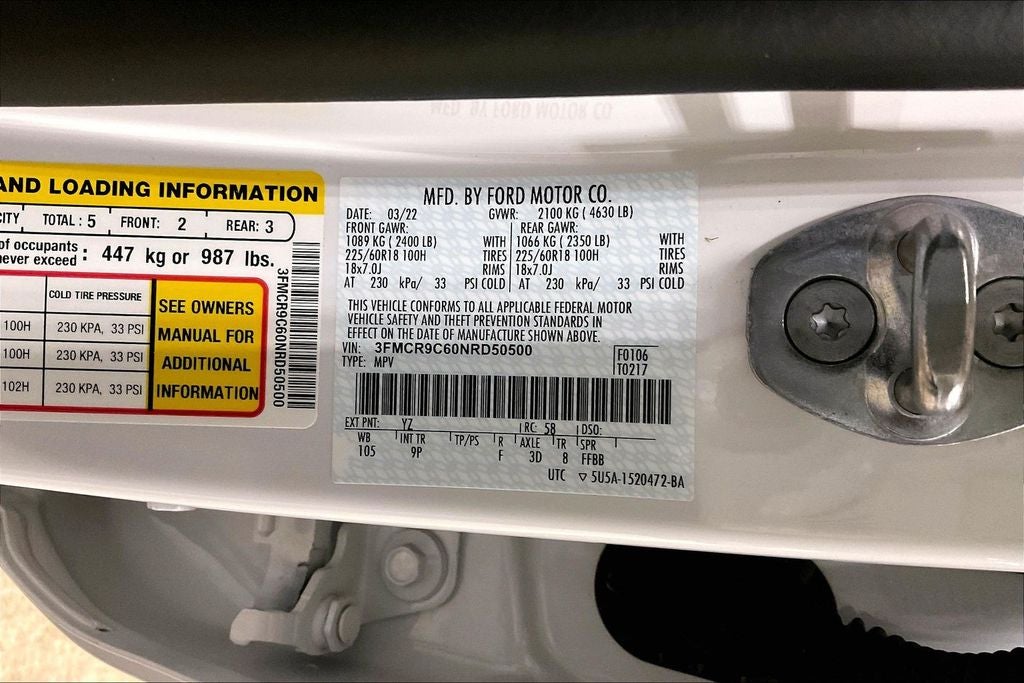 AND LOADING INFORMATION
CITY TOTAL : 5 FRONT: 2 REAR: 3
of occupants
never exceed : 447 kg or 987 lbs.
COLD TIRE PRESSURE
100H 230 KPA, 33 PSI
100H 230 KPA, 33 PSI
102H 230 KPA, 33 PSI
SEE OWNERS
MANUAL FOR
ADDITIONAL
INFORMATION
3FMCR9C60NRD50500
MFD. BY FORD MOTOR CO.
DATE: 03/22 GVWR: 2100 KG ( 4630 LB)
FRONT GAWR: REAR GAWR:
1089 KG ( 2400 LB) WITH 1066 KG ( 2350 LB) WITH
225/60R18 100H TIRES 225/60R18 100H TIRES
18x7.0J RIMS 18x7.0J RIMS
AT 230 kPa/ 33 PSI COLD AT 230 kPa/ 33 PSI COLD
THIS VEHICLE CONFORMS TO ALL APPLICABLE FEDERAL MOTOR
VEHICLE SAFETY AND THEFT PREVENTION STANDARDS IN
EFFECT ON THE DATE OF MANUFACTURE SHOWN ABOVE.
VIN: 3FMCR9C60NRD50500
TYPE: MPV
F0106
T0217
EXT PNT: YZ RC: 58 DSO:
WB INT TR TP/PS R AXLE TR SPR
105 9P F 3D 8 FFBB
UTC ▽ 5U5A-1520472-BA